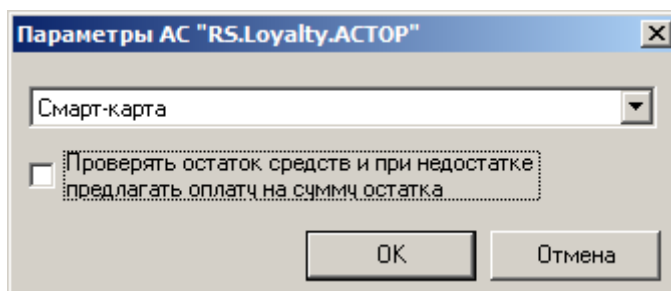 Параметры АС "RS.Loyalty.АСТОР"
Смарт-карта
Проверять остаток средств и при недостатке
предлагать оплату на сумму остатка
OK
Отмена